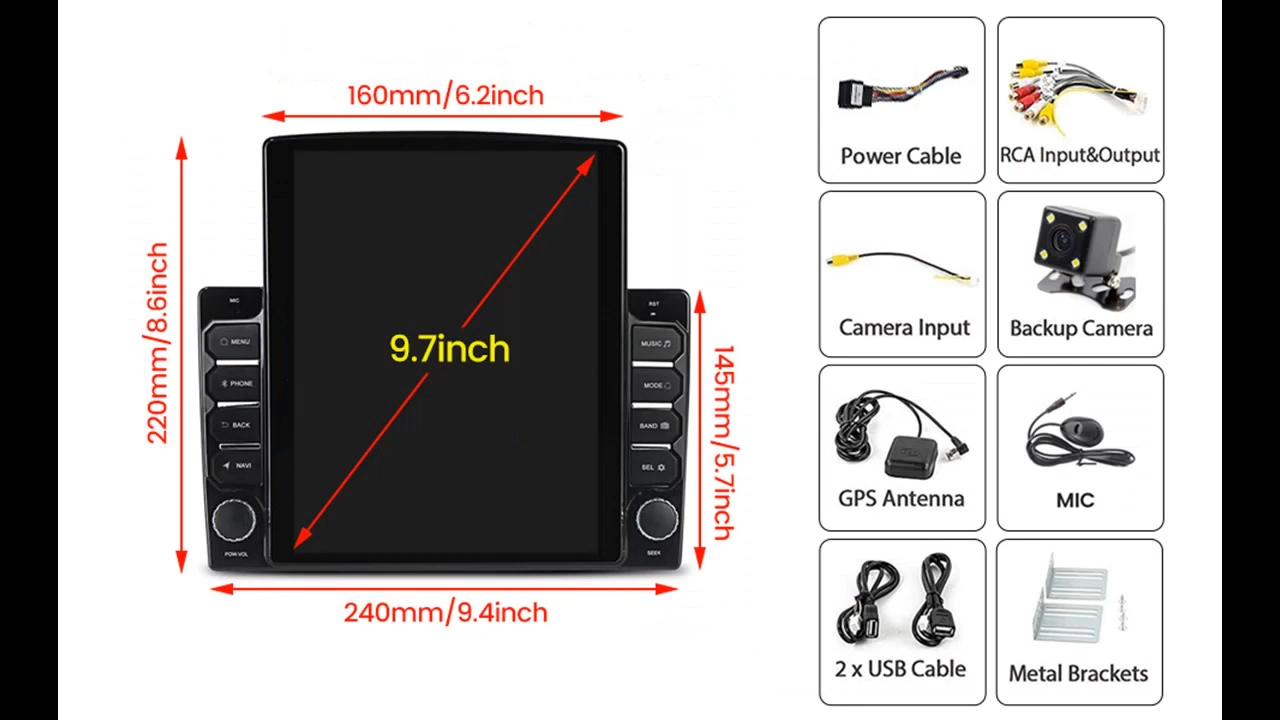 160mm/6.2inch
220mm/8.6inch
9.7inch
145mm/5.7inch
240mm/9.4inch
MIC
MENU
PHONE
BACK
NAVI
POW VOL
RST
MUSIC
MODE
BAND
SEL
SEEK
Power Cable
RCA Input&Output
Camera Input
Backup Camera
GPS Antenna
MIC
2 x USB Cable
Metal Brackets